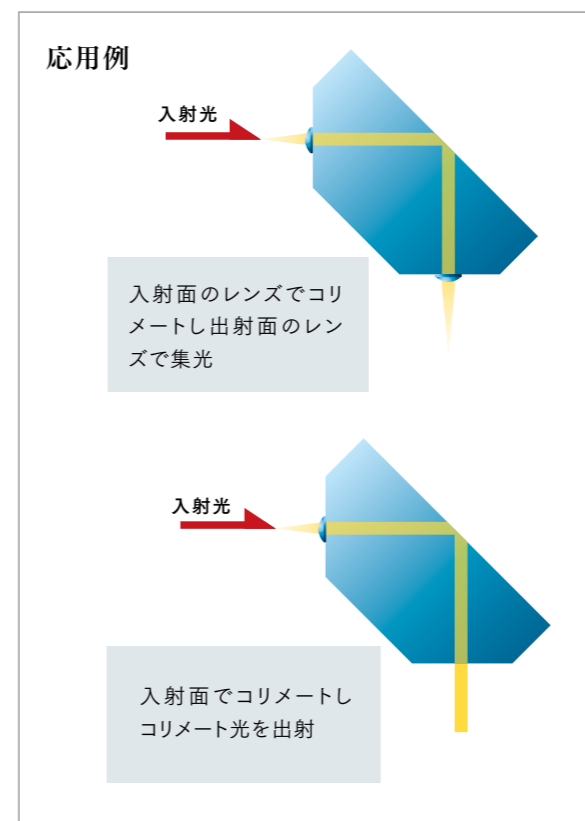 応用例
入射光
入射面のレンズでコリ
メートし出射面のレン
ズで集光
入射光
入射面でコリメートし
コリメート光を出射